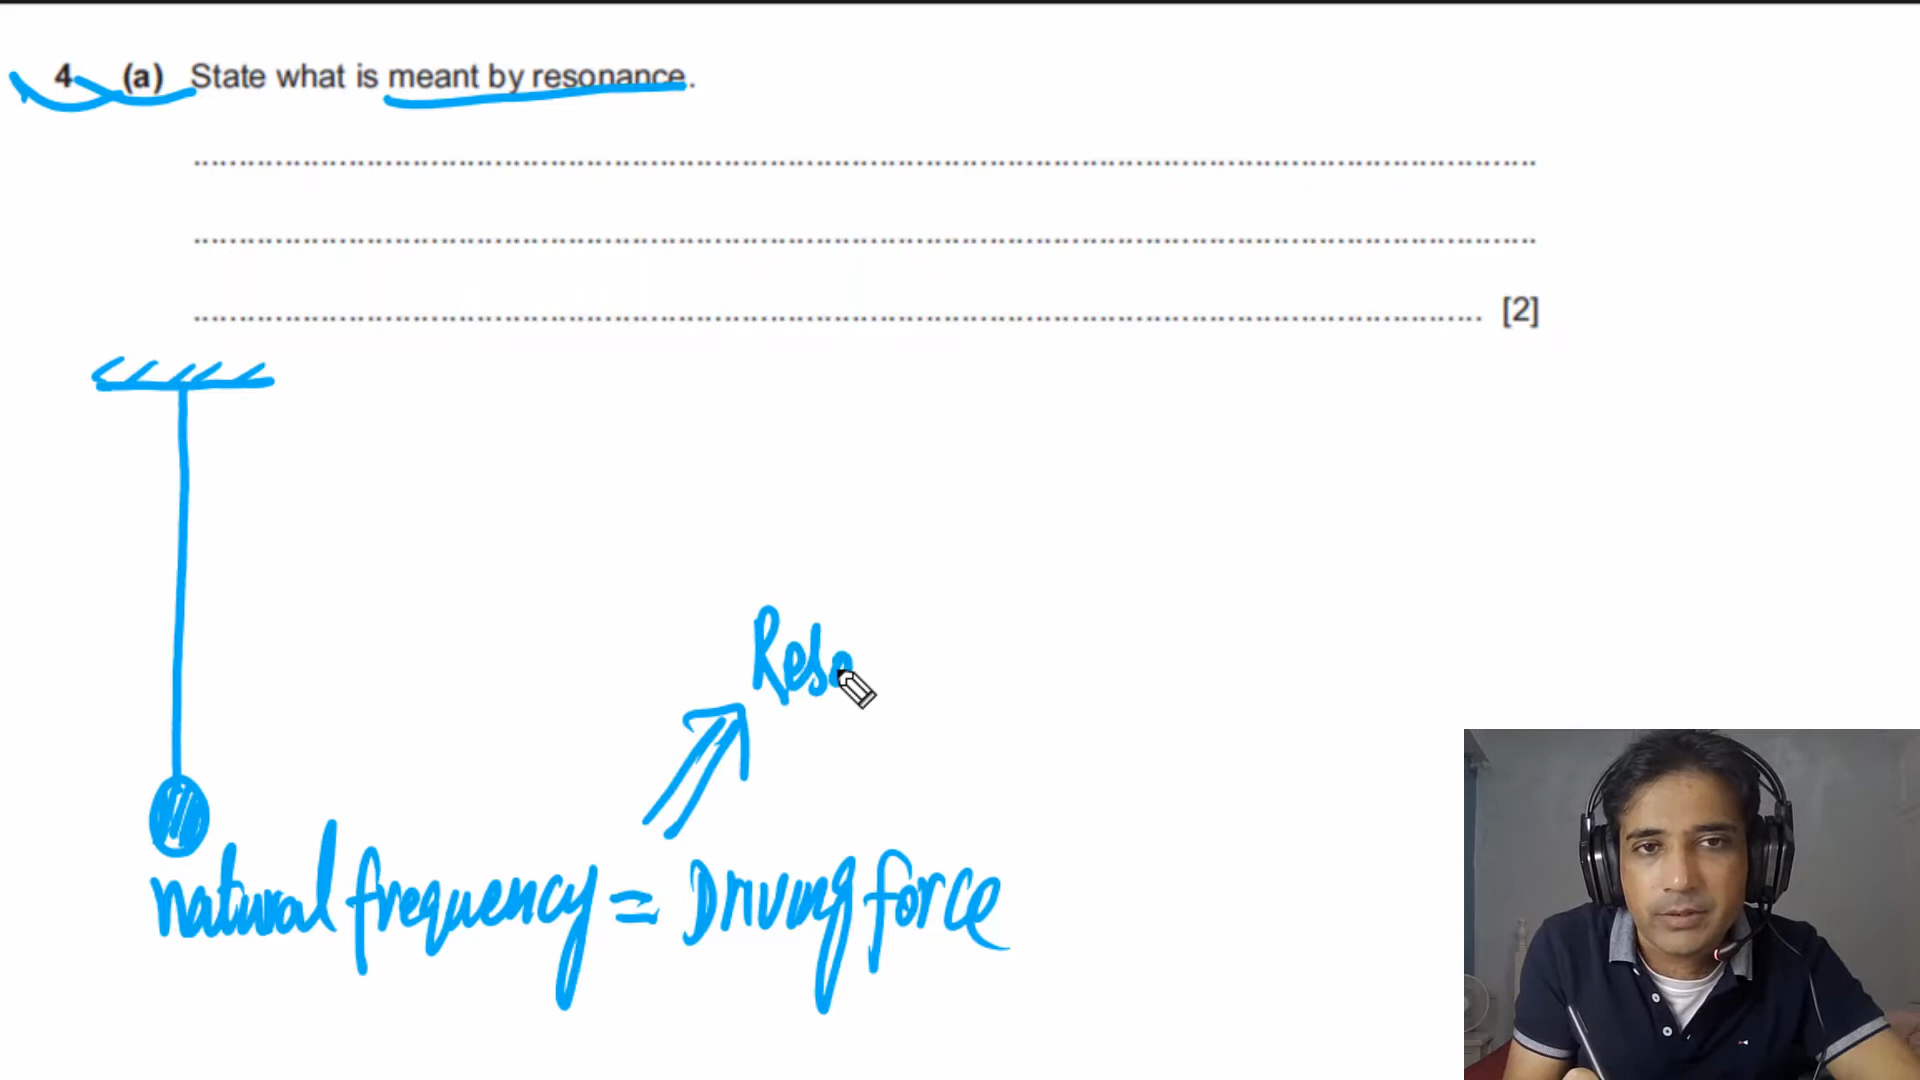 4 (a) State what is meant by resonance.
[2]
Reso
natural frequency = Driving force